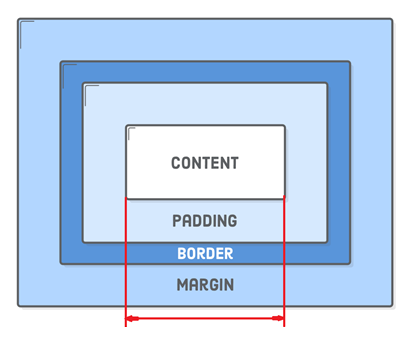 CONTENT
PADDING
BORDER
MARGIN